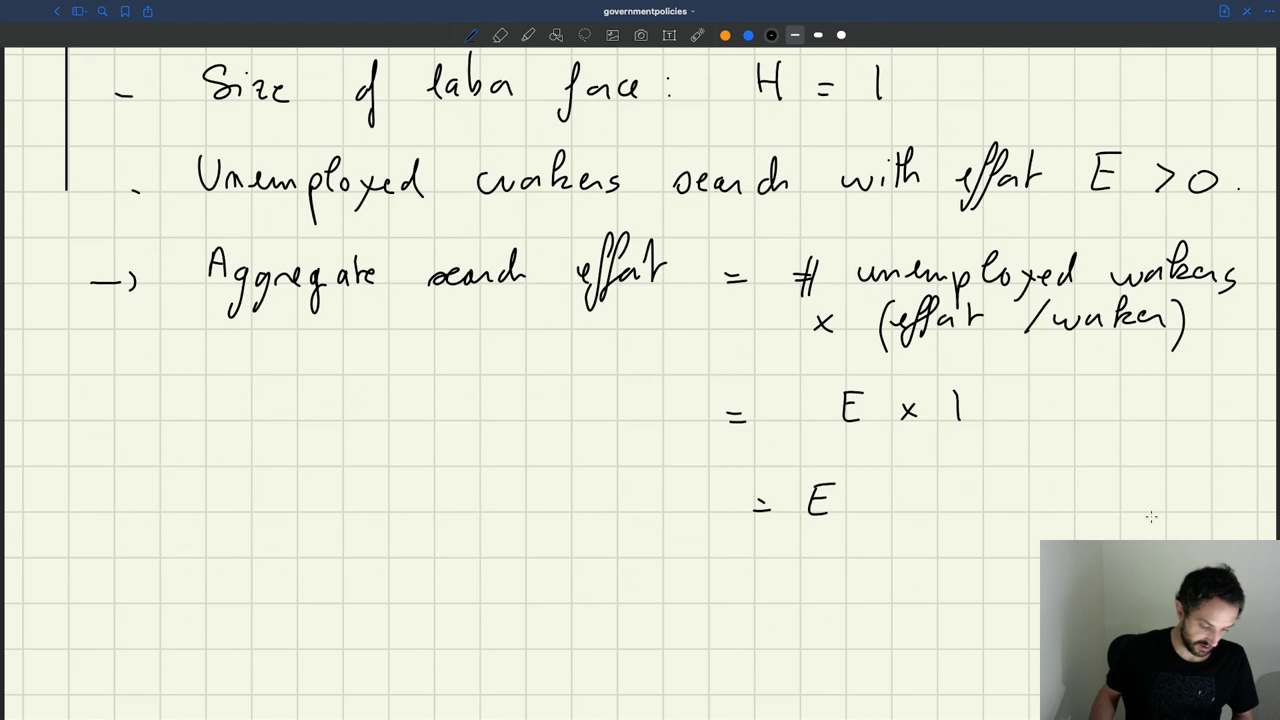 governmentpolicies
- Size of labor force: H = 1
- Unemployed workers search with effort E > 0.
→ Aggregate search effort = # unemployed workers
× (effort / worker)
= E × 1
= E